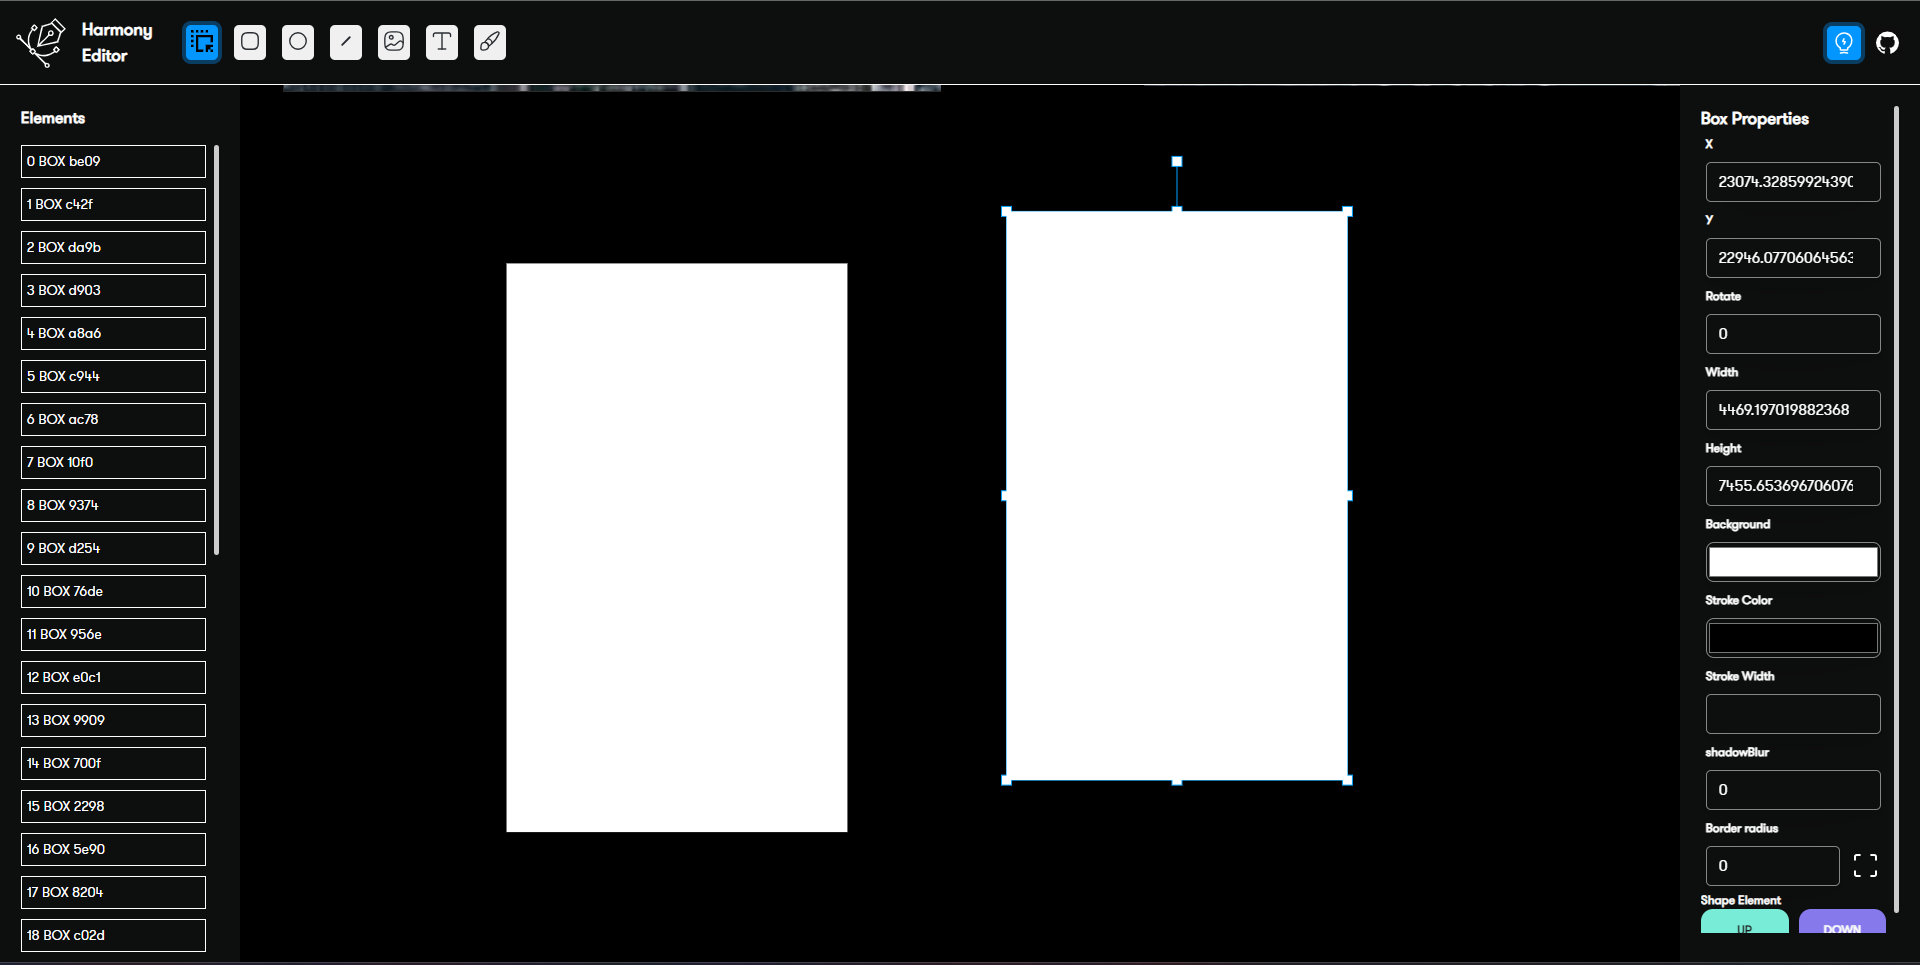 Harmony
Editor
Elements
0 BOX be09
1 BOX c42f
2 BOX da9b
3 BOX d903
4 BOX a8a6
5 BOX c944
6 BOX ac78
7 BOX 10f0
8 BOX 9374
9 BOX d254
10 BOX 76de
11 BOX 956e
12 BOX e0c1
13 BOX 9909
14 BOX 700f
15 BOX 2298
16 BOX 5e90
17 BOX 8204
18 BOX c02d
T
Box Properties
X
23074.3285992439
y
22946.0770606456
Rotate
0
Width
4469.197019882368
Height
7455.653696706076
Background
Stroke Color
Stroke Width
shadowBlur
0
Border radius
0
Shape Element
UP DOWN